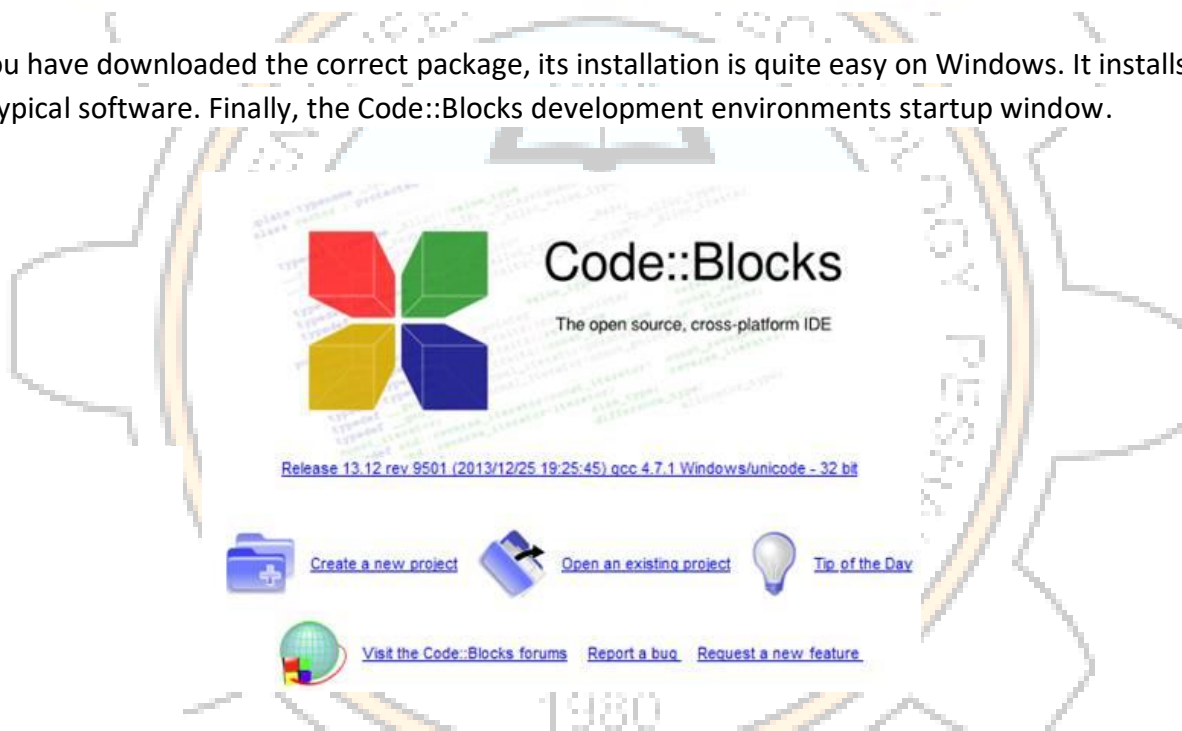 ou have downloaded the correct package, its installation is quite easy on Windows. It installs
ypical software. Finally, the Code::Blocks development environments startup window.
Code::Blocks
The open source, cross-platform IDE
Release 13.12 rev 9501 (2013/12/25 19:25:45) gcc 4.7.1 Windows/unicode - 32 bit
Create a new project
Open an existing project
Tip of the Day
Visit the Code::Blocks forums
Report a bug
Request a new feature
1980